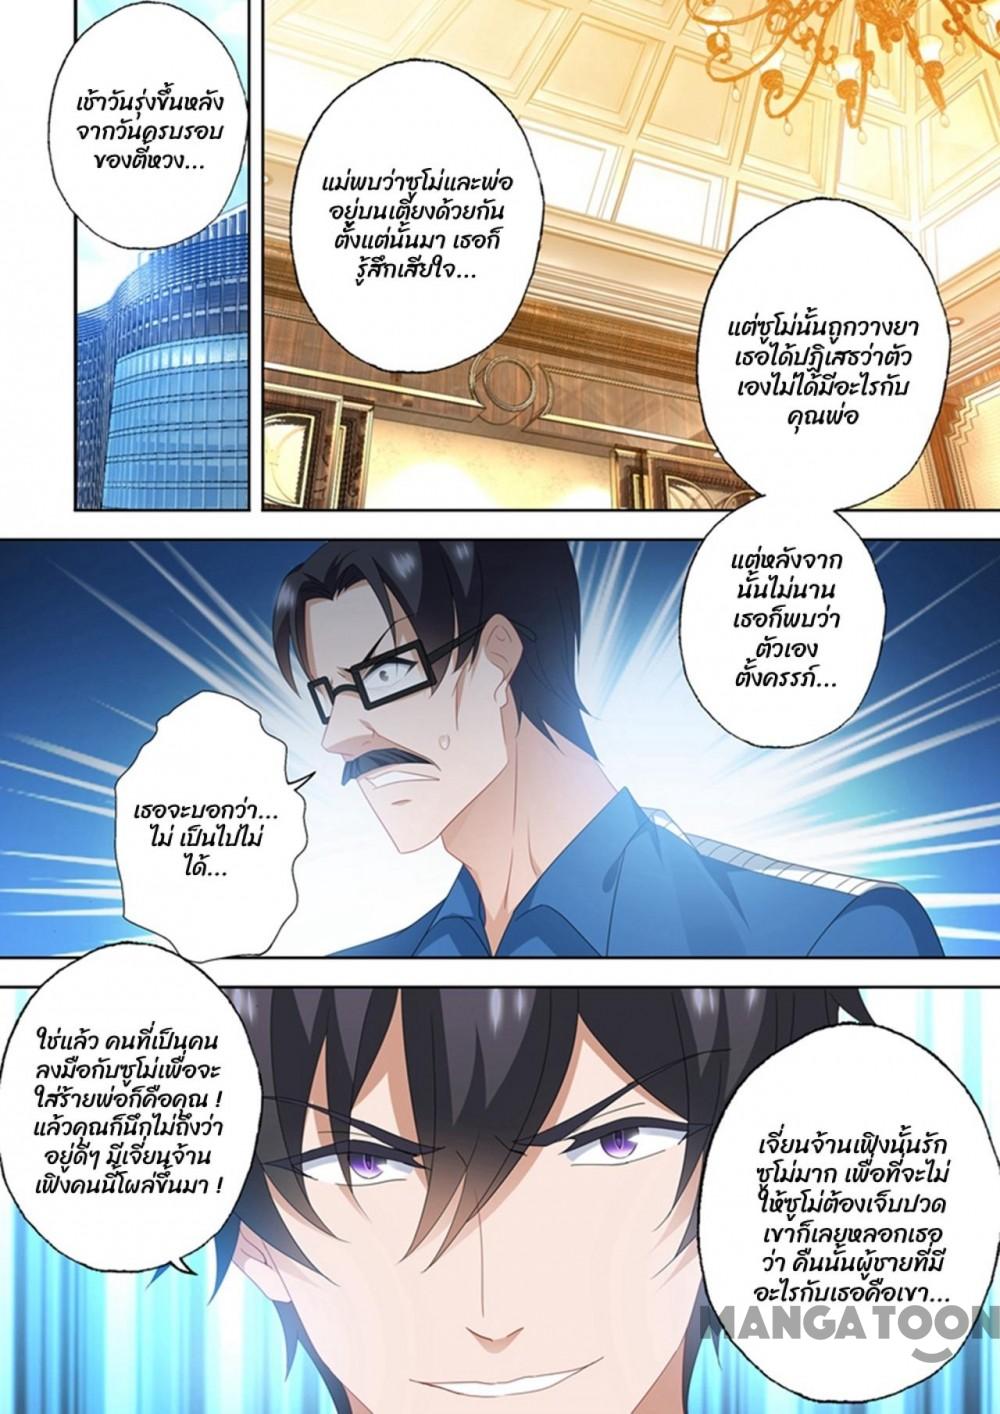 เช้าวันรุ่งขึ้นหลัง
จากวันครบรอบ
ของตี้หวง...
แม่พบว่าซูโม่และพ่อ
อยู่บนเตียงด้วยกัน
ตั้งแต่นั้นมา เธอก็
รู้สึกเสียใจ...
แต่ซูโม่นั้นถูกวางยา
เธอได้ปฏิเสธว่าตัว
เองไม่ได้มีอะไรกับ
คุณพ่อ
แต่หลังจาก
นั้นไม่นาน
เธอก็พบว่า
ตัวเอง
ตั้งครรภ์...
เธอจะบอกว่า...
ไม่ เป็นไปไม่
ได้...
ใช่แล้ว คนที่เป็นคน
ลงมือกับซูโม่เพื่อจะ
ใส่ร้ายพ่อก็คือคุณ !
แล้วคุณก็นึกไม่ถึงว่า
อยู่ดีๆ มีเจี่ยนจ้าน
เฟิงคนนี้โผล่ขึ้นมา !
เจี่ยนจ้านเฟิงนั้นรัก
ซูโม่มาก เพื่อที่จะไม่
ให้ซูโม่ต้องเจ็บปวด
เขาก็เลยหลอกเธอ
ว่า คืนนั้นผู้ชายที่มี
อะไรกับเธอคือเขา...
MANGATOON